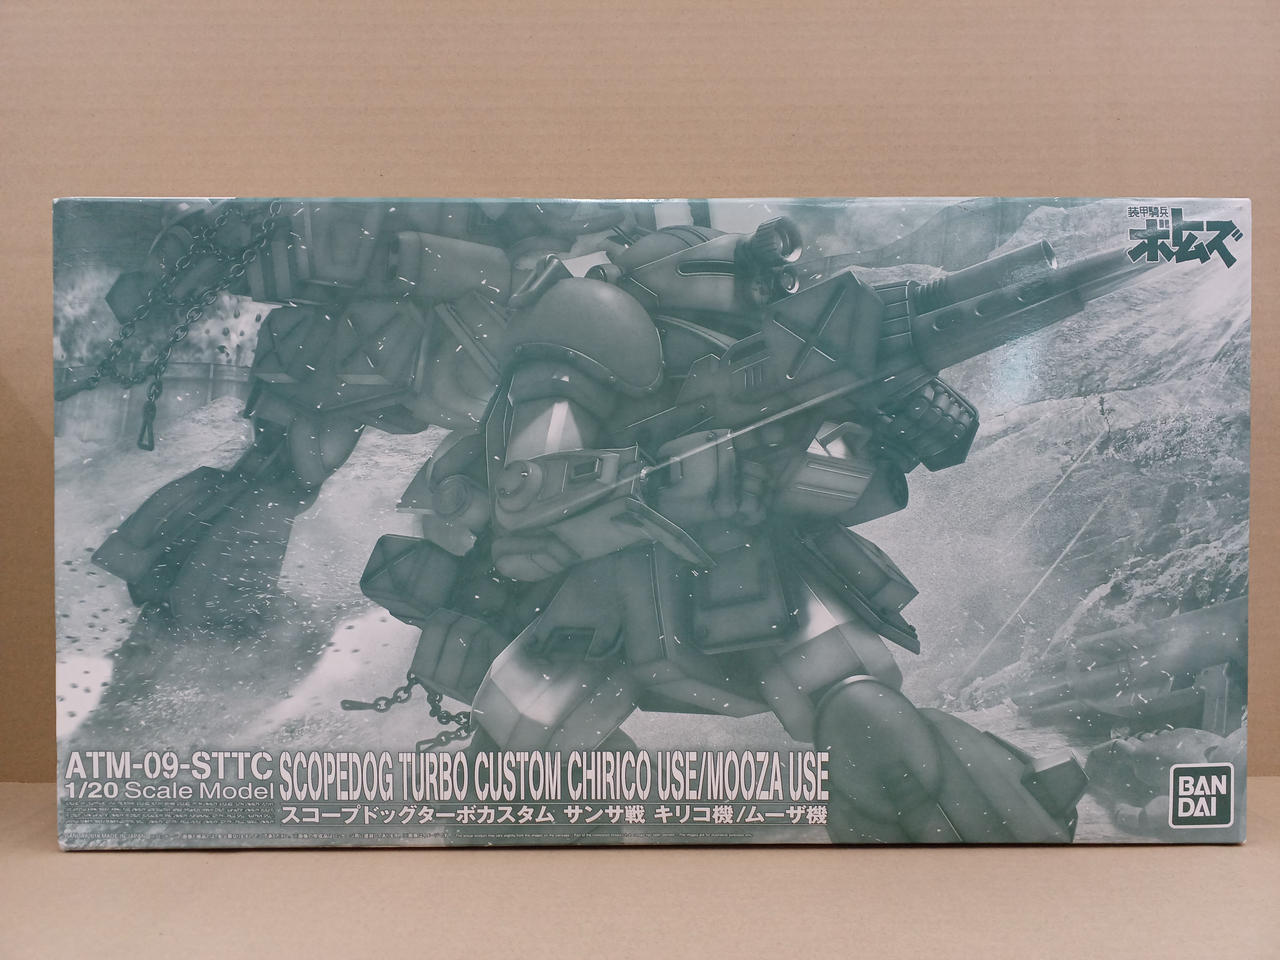 装甲騎兵
ボトムズ
ATM-09-STTC SCOPEDOG TURBO CUSTOM CHIRICO USE/MOOZA USE
1/20 Scale Model
スコープドッグターボカスタム サンサ戦 キリコ機/ムーザ機
BAN
DAI